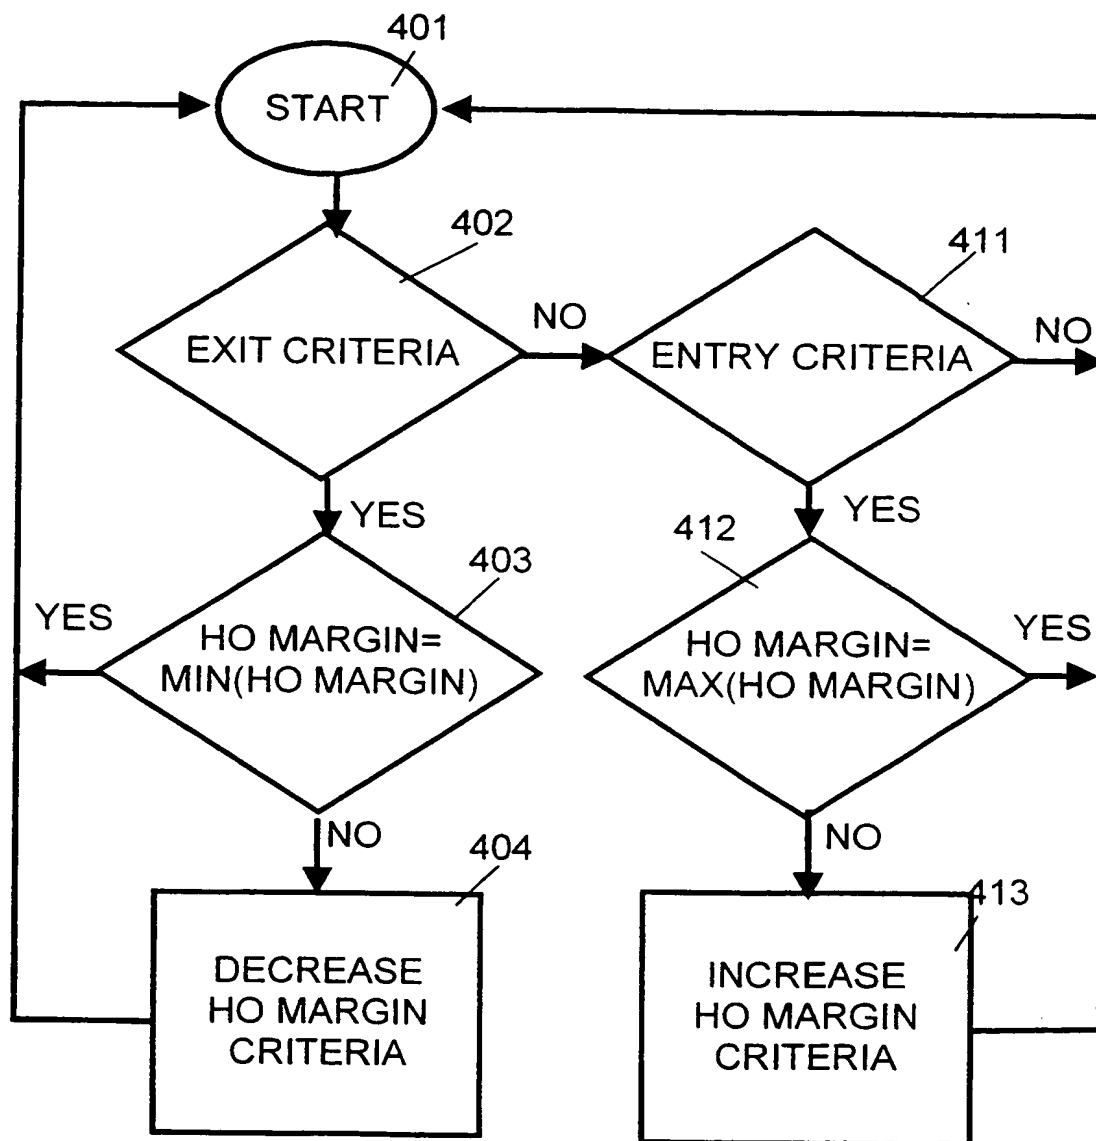 401
START
402
411
EXIT CRITERIA
NO
ENTRY CRITERIA
NO
YES
YES
403
412
YES
HO MARGIN=
MIN(HO MARGIN)
HO MARGIN=
MAX(HO MARGIN)
YES
NO
NO
404
413
DECREASE
HO MARGIN
CRITERIA
INCREASE
HO MARGIN
CRITERIA